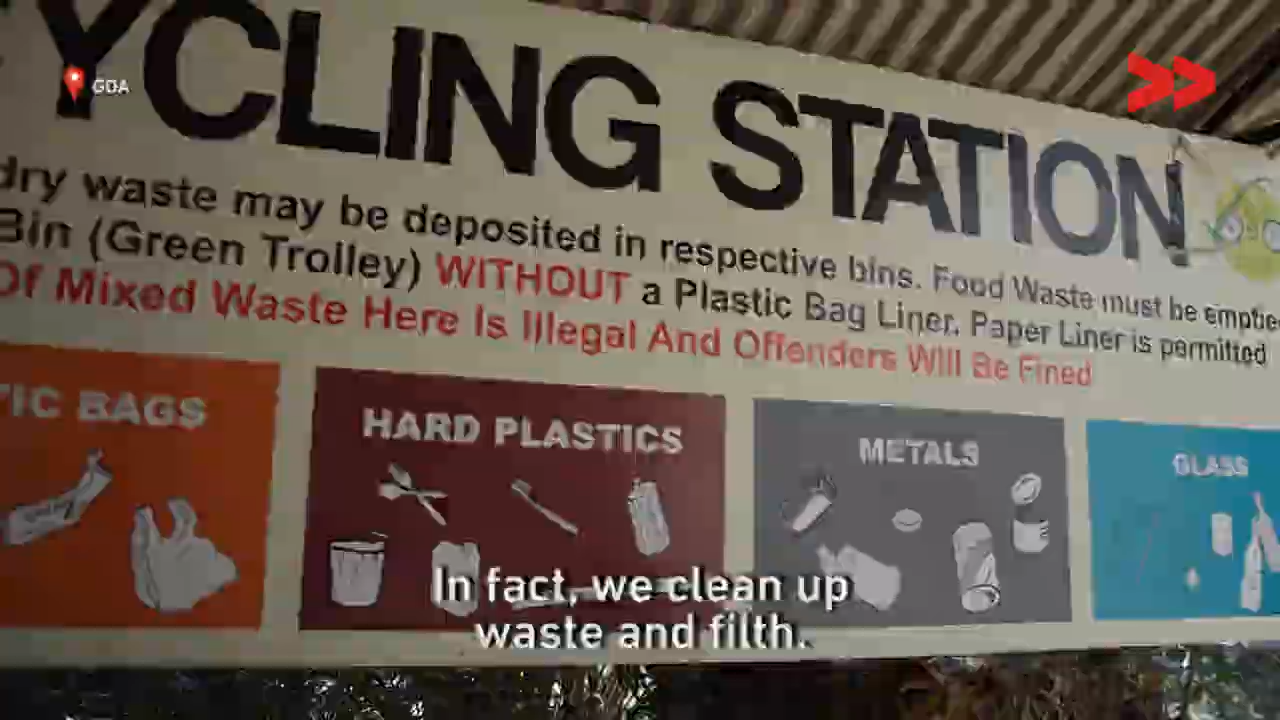 YCLING STATION
GOA
dry waste may be deposited in respective bins. Food Waste must be emptie
Bin (Green Trolley) WITHOUT a Plastic Bag Liner. Paper Liner is permitted
Of Mixed Waste Here Is Illegal And Offenders Will Be Fined
TIC BAGS
HARD PLASTICS
METALS
GLASS
In fact, we clean up
waste and filth.